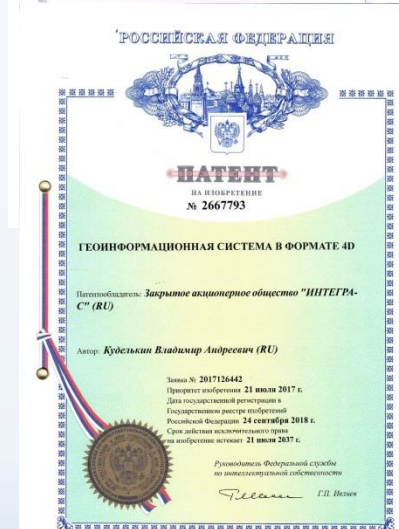 РОССИЙСКАЯ ФЕДЕРАЦИЯ
ПАТЕНТ
НА ИЗОБРЕТЕНИЕ
№ 2667793
ГЕОИНФОРМАЦИОННАЯ СИСТЕМА В ФОРМАТЕ 4D
Патентообладатель: Закрытое акционерное общество "ИНТЕГРА-
С" (RU)
Автор: Куделькин Владимир Андреевич (RU)
Заявка № 2017126442
Приоритет изобретения 21 июля 2017 г.
Дата государственной регистрации в
Государственном реестре изобретений
Российской Федерации 24 сентября 2018 г.
Срок действия исключительного права
на изобретение истекает 21 июля 2037 г.
Руководитель Федеральной службы
по интеллектуальной собственности
Г.П. Ивлиев